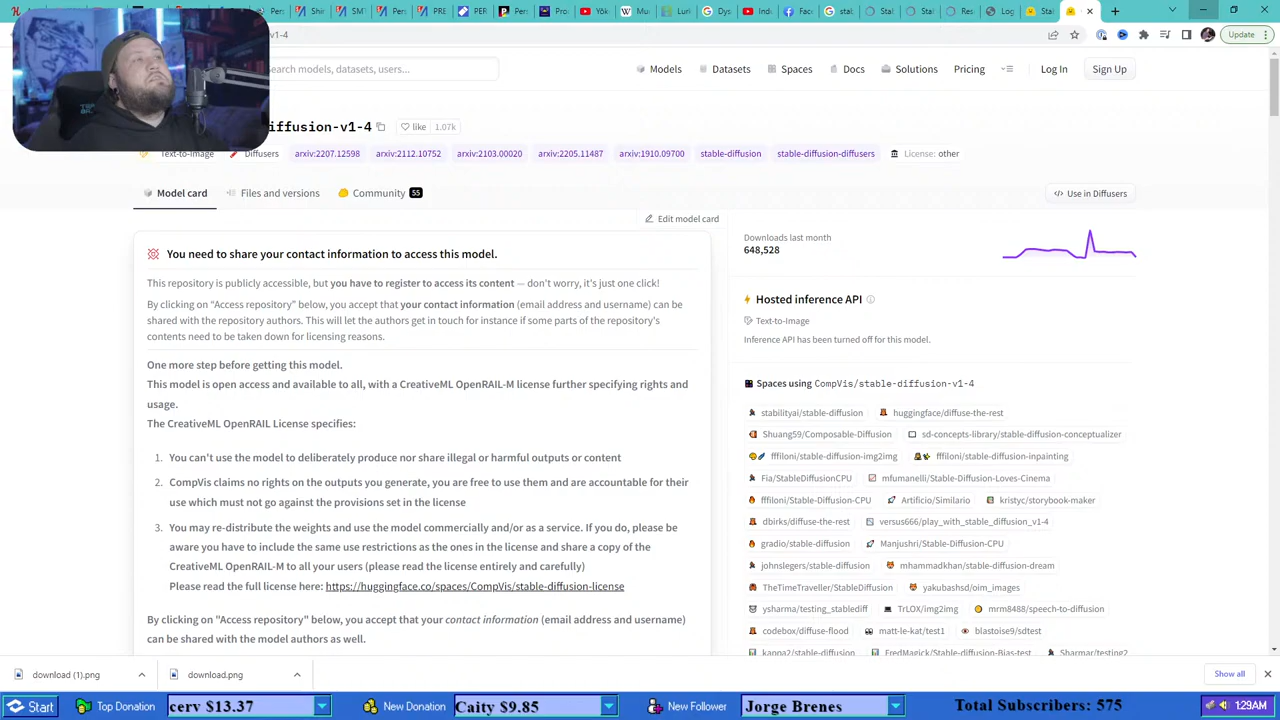 Update
v1-4
search models, datasets, users...
Models
Datasets
Spaces
Docs
Solutions
Pricing
Log In
Sign Up
iffusion-v1-4
like 1.07k
Text-to-Image
Diffusers
arxiv:2207.12598
arxiv:2112.10752
arxiv:2103.00020
arxiv:2205.11487
arxiv:1910.09700
stable-diffusion
stable-diffusion-diffusers
License: other
Model card
Files and versions
Community 55
</> Use in Diffusers
Edit model card
You need to share your contact information to access this model.
This repository is publicly accessible, but you have to register to access its content — don't worry, it's just one click!
By clicking on “Access repository” below, you accept that your contact information (email address and username) can be
shared with the repository authors. This will let the authors get in touch for instance if some parts of the repository's
contents need to be taken down for licensing reasons.
One more step before getting this model.
This model is open access and available to all, with a CreativeML OpenRAIL-M license further specifying rights and
usage.
The CreativeML OpenRAIL License specifies:
1. You can't use the model to deliberately produce nor share illegal or harmful outputs or content
2. CompVis claims no rights on the outputs you generate, you are free to use them and are accountable for their
use which must not go against the provisions set in the license
3. You may re-distribute the weights and use the model commercially and/or as a service. If you do, please be
aware you have to include the same use restrictions as the ones in the license and share a copy of the
CreativeML OpenRAIL-M to all your users (please read the license entirely and carefully)
Please read the full license here: https://huggingface.co/spaces/CompVis/stable-diffusion-license
By clicking on "Access repository" below, you accept that your contact information (email address and username)
can be shared with the model authors as well.
Downloads last month
648,528
Hosted inference API
Text-to-Image
Inference API has been turned off for this model.
Spaces using CompVis/stable-diffusion-v1-4
stabilityai/stable-diffusion
huggingface/diffuse-the-rest
Shuang59/Composable-Diffusion
sd-concepts-library/stable-diffusion-conceptualizer
fffiloni/stable-diffusion-img2img
fffiloni/stable-diffusion-inpainting
Fia/StableDiffusionCPU
mfumanelli/Stable-Diffusion-Loves-Cinema
fffiloni/Stable-Diffusion-CPU
Artificio/Similario
kristyc/storybook-maker
dbirks/diffuse-the-rest
versus666/play_with_stable_diffusion_v1-4
gradio/stable-diffusion
Manjushri/Stable-Diffusion-CPU
johnslegers/stable-diffusion
mhammadkhan/stable-diffusion-dream
TheTimeTraveller/StableDiffusion
yakubashsd/oim_images
ysharma/testing_stablediff
TrLOX/img2img
mrm8488/speech-to-diffusion
codebox/diffuse-flood
matt-le-kat/test1
blastoise9/sdtest
kappa2/stable-diffusion
FredMagick/Stable-diffusion-Bias-test
Sharmar/testing2
download (1).png
download.png
Show all
Start
Top Donation
cerv $13.37
New Donation
Caity $9.85
New Follower
Jorge Brenes
Total Subscribers: 575
1:29AM